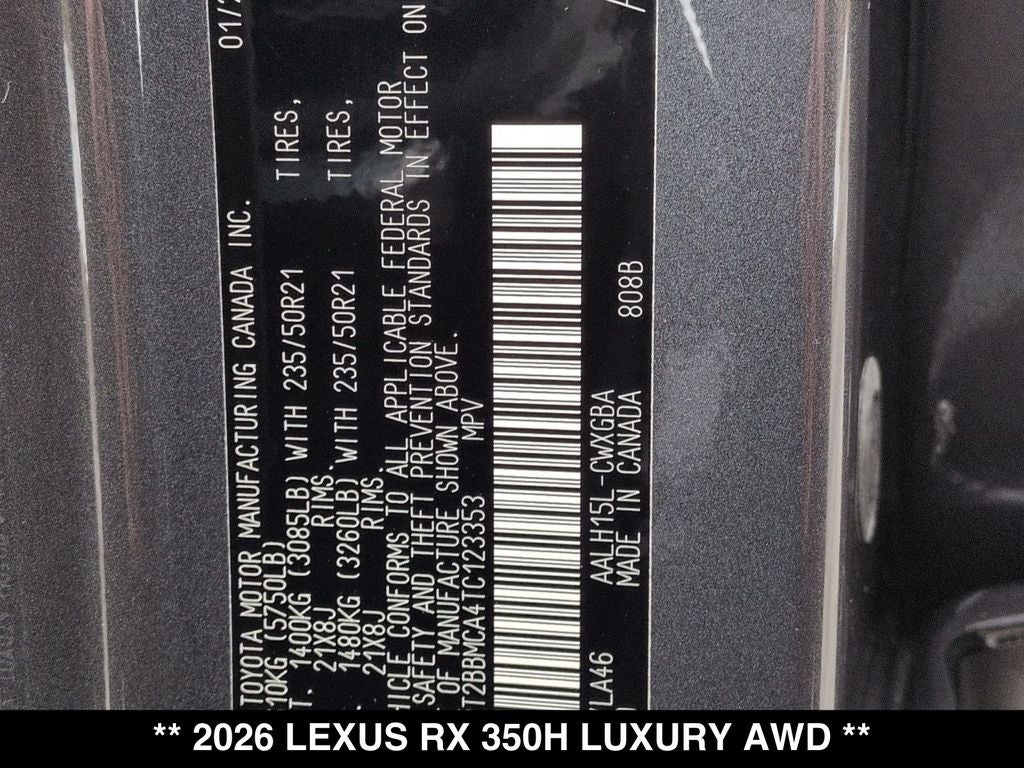 TOYOTA MOTOR MANUFACTURING CANADA INC. 01/2
10KG (5750LB)
T. 1400KG (3085LB) WITH 235/50R21 TIRES,
21X8J RIMS.
1480KG (3260LB) WITH 235/50R21 TIRES,
21X8J RIMS
HICLE CONFORMS TO ALL APPLICABLE FEDERAL MOTOR
SAFETY AND THEFT PREVENTION STANDARDS IN EFFECT ON
OF MANUFACTURE SHOWN ABOVE.
T2BBMCA4TC123353 MPV
YLA46 AALH15L-CWXGBA 808B
MADE IN CANADA
** 2026 LEXUS RX 350H LUXURY AWD **